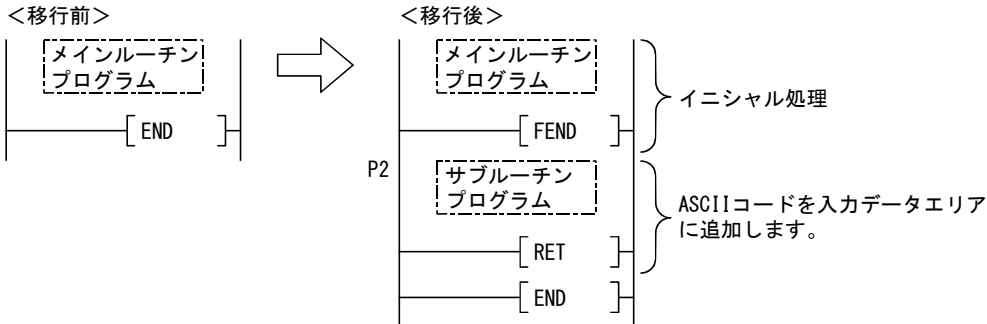 ＜移行前＞
メインルーチン
プログラム
END
＜移行後＞
メインルーチン
プログラム
イニシャル処理
FEND
P2
サブルーチン
プログラム
ASCIIコードを入力データエリア
に追加します。
RET
END